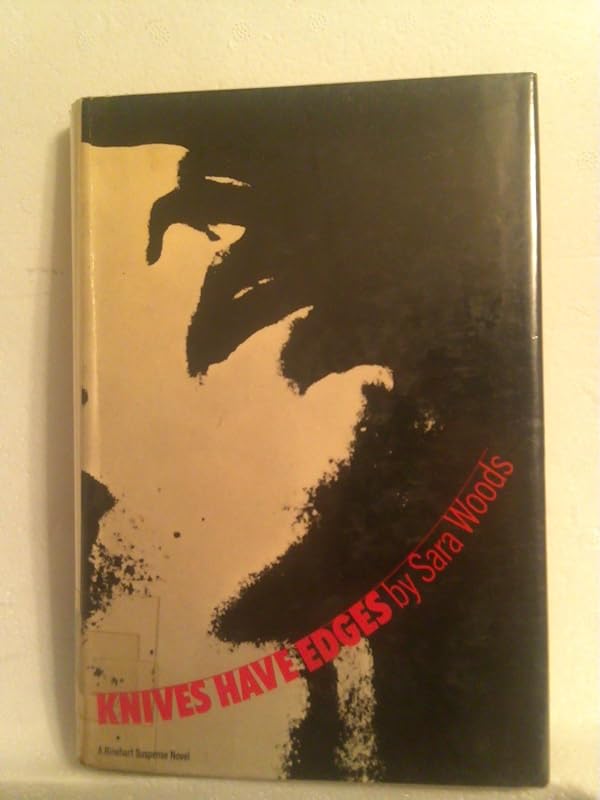 KNIVES HAVE EDGES by Sara Woods
A Rinehart Suspense Novel